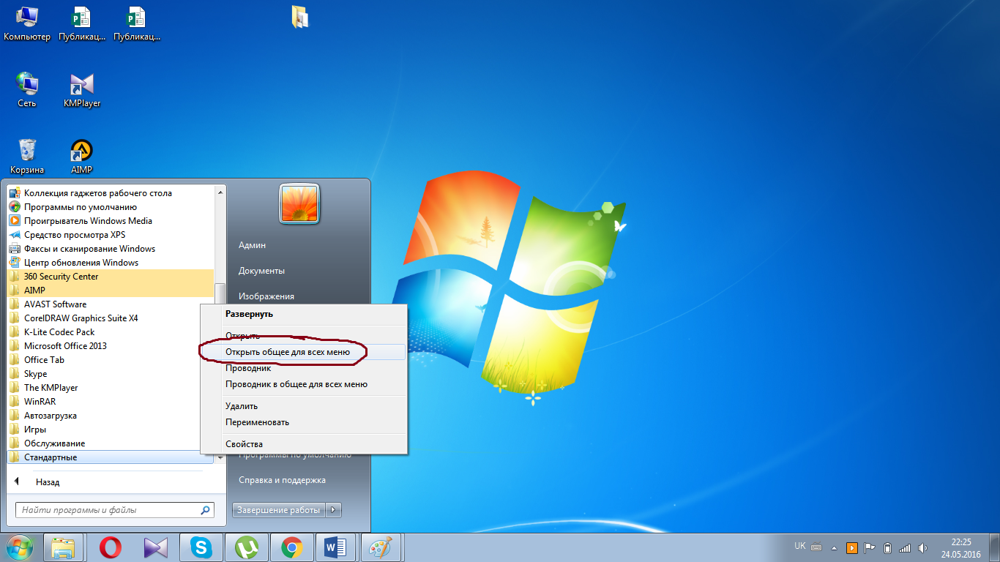 Компьютер
Публикац...
Публикац...
Сеть
KMPlayer
Корзина
AIMP
Коллекция гаджетов рабочего стола
Программы по умолчанию
Проигрыватель Windows Media
Средство просмотра XPS
Факсы и сканирование Windows
Центр обновления Windows
360 Security Center
AIMP
AVAST Software
CorelDRAW Graphics Suite X4
K-Lite Codec Pack
Microsoft Office 2013
Office Tab
Skype
The KMPlayer
WinRAR
Автозагрузка
Игры
Обслуживание
Стандартные
Назад
Найти программы и файлы
Админ
Документы
Изображения
Развернуть
Открыть
Открыть общее для всех меню
Проводник
Проводник в общее для всех меню
Удалить
Переименовать
Свойства
Программы по умолчанию
Справка и поддержка
Завершение работы
UK
22:25
24.05.2016